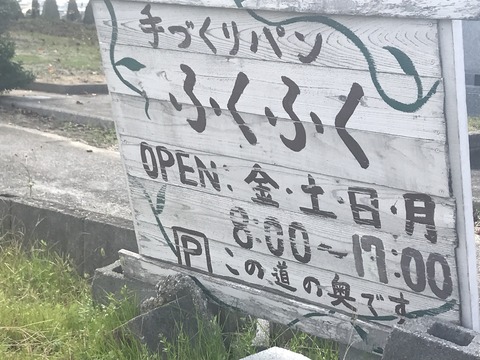 手づくりパン
ふくふく
OPEN: 金・土・日・月
8:00〜17:00
P この道の奥です